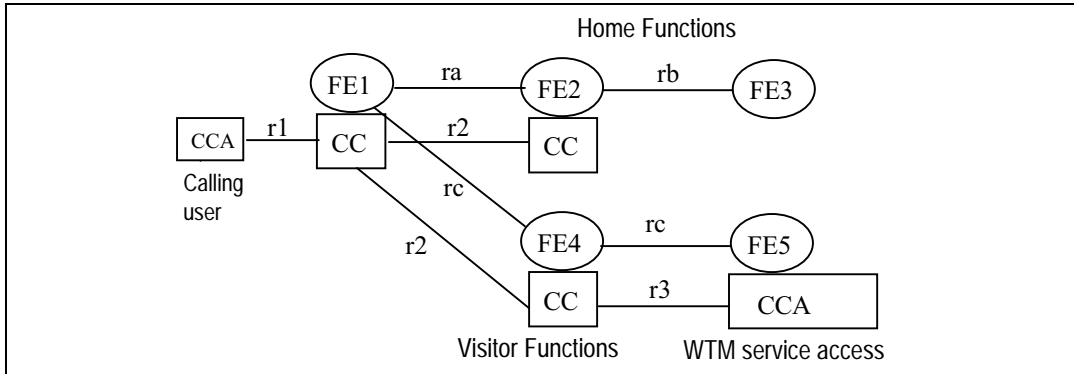 Home Functions
FE1 ra FE2 rb FE3
CCA r1 CC r2 CC
Calling
user
rc
r2
FE4 rc FE5
CC r3 CCA
Visitor Functions WTM service access